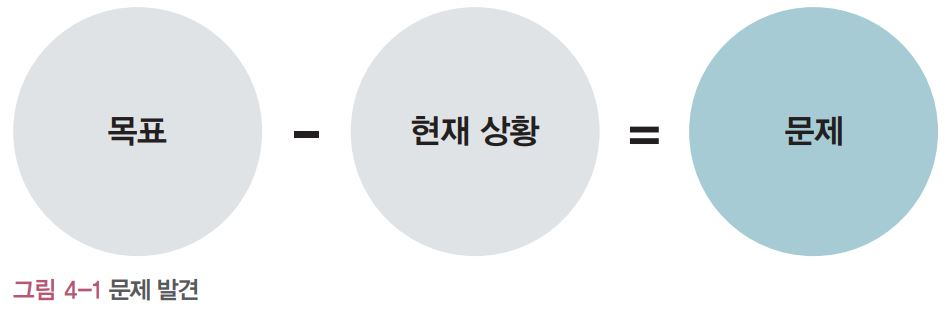 목표 - 현재 상황 = 문제
그림 4-1 문제 발견